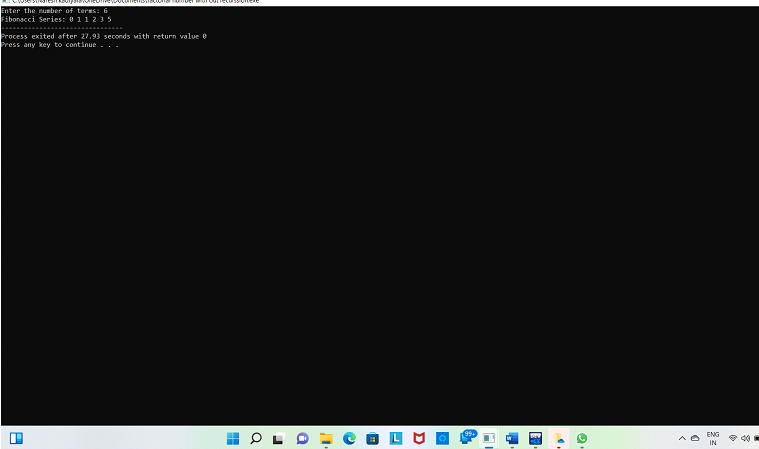 Enter the number of terms: 6
Fibonacci Series: 0 1 1 2 3 5
--------------------------------
Process exited after 27.93 seconds with return value 0
Press any key to continue . . .
99+
ENG
IN